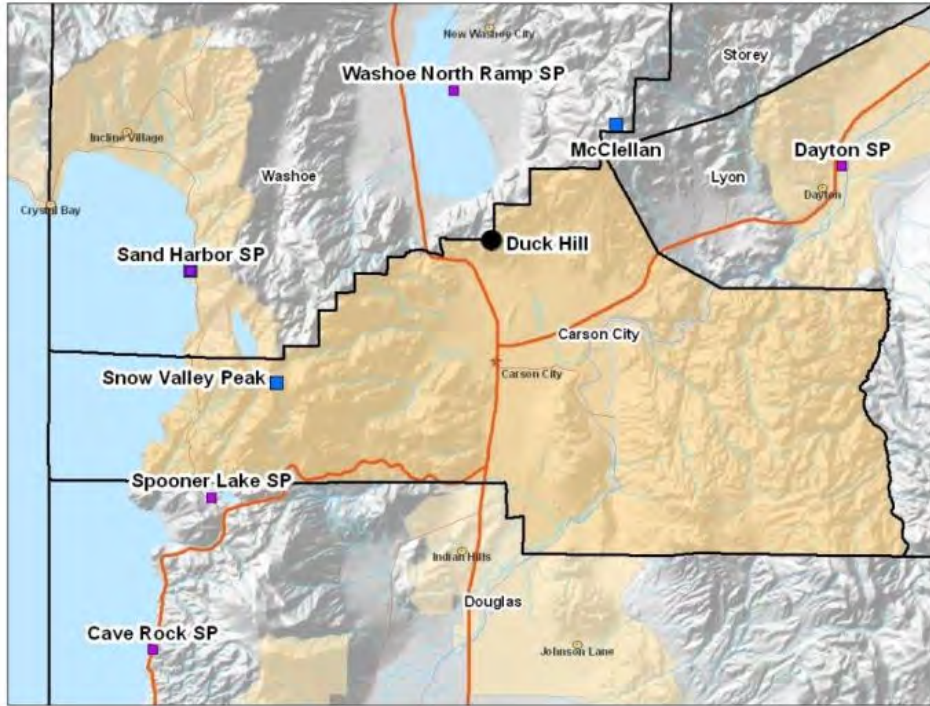 New Washoe City
Storey
Washoe North Ramp SP
Incline Village
McClellan
Dayton SP
Washoe
Lyon
Dayton
Crystal Bay
Duck Hill
Sand Harbor SP
Carson City
Snow Valley Peak
Carson City
Spooner Lake SP
Indian Hills
Douglas
Cave Rock SP
Johnson Lane